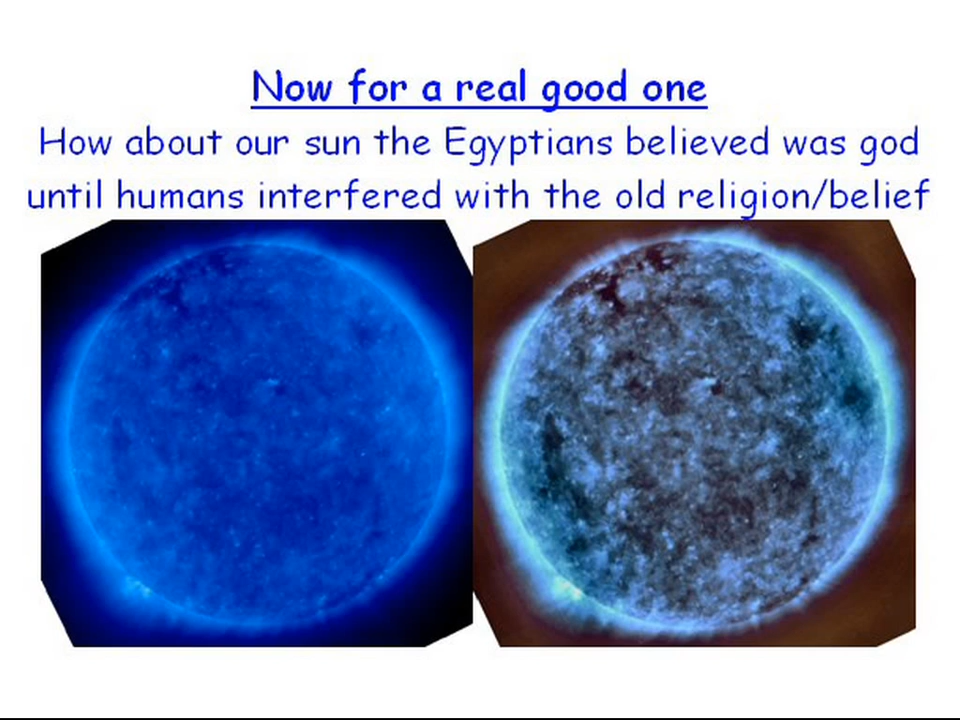 Now for a real good one
How about our sun the Egyptians believed was god
until humans interfered with the old religion/belief